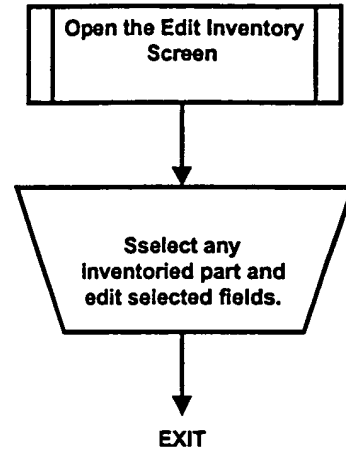 Open the Edit Inventory
Screen
Sselect any
inventoried part and
edit selected fields.
EXIT